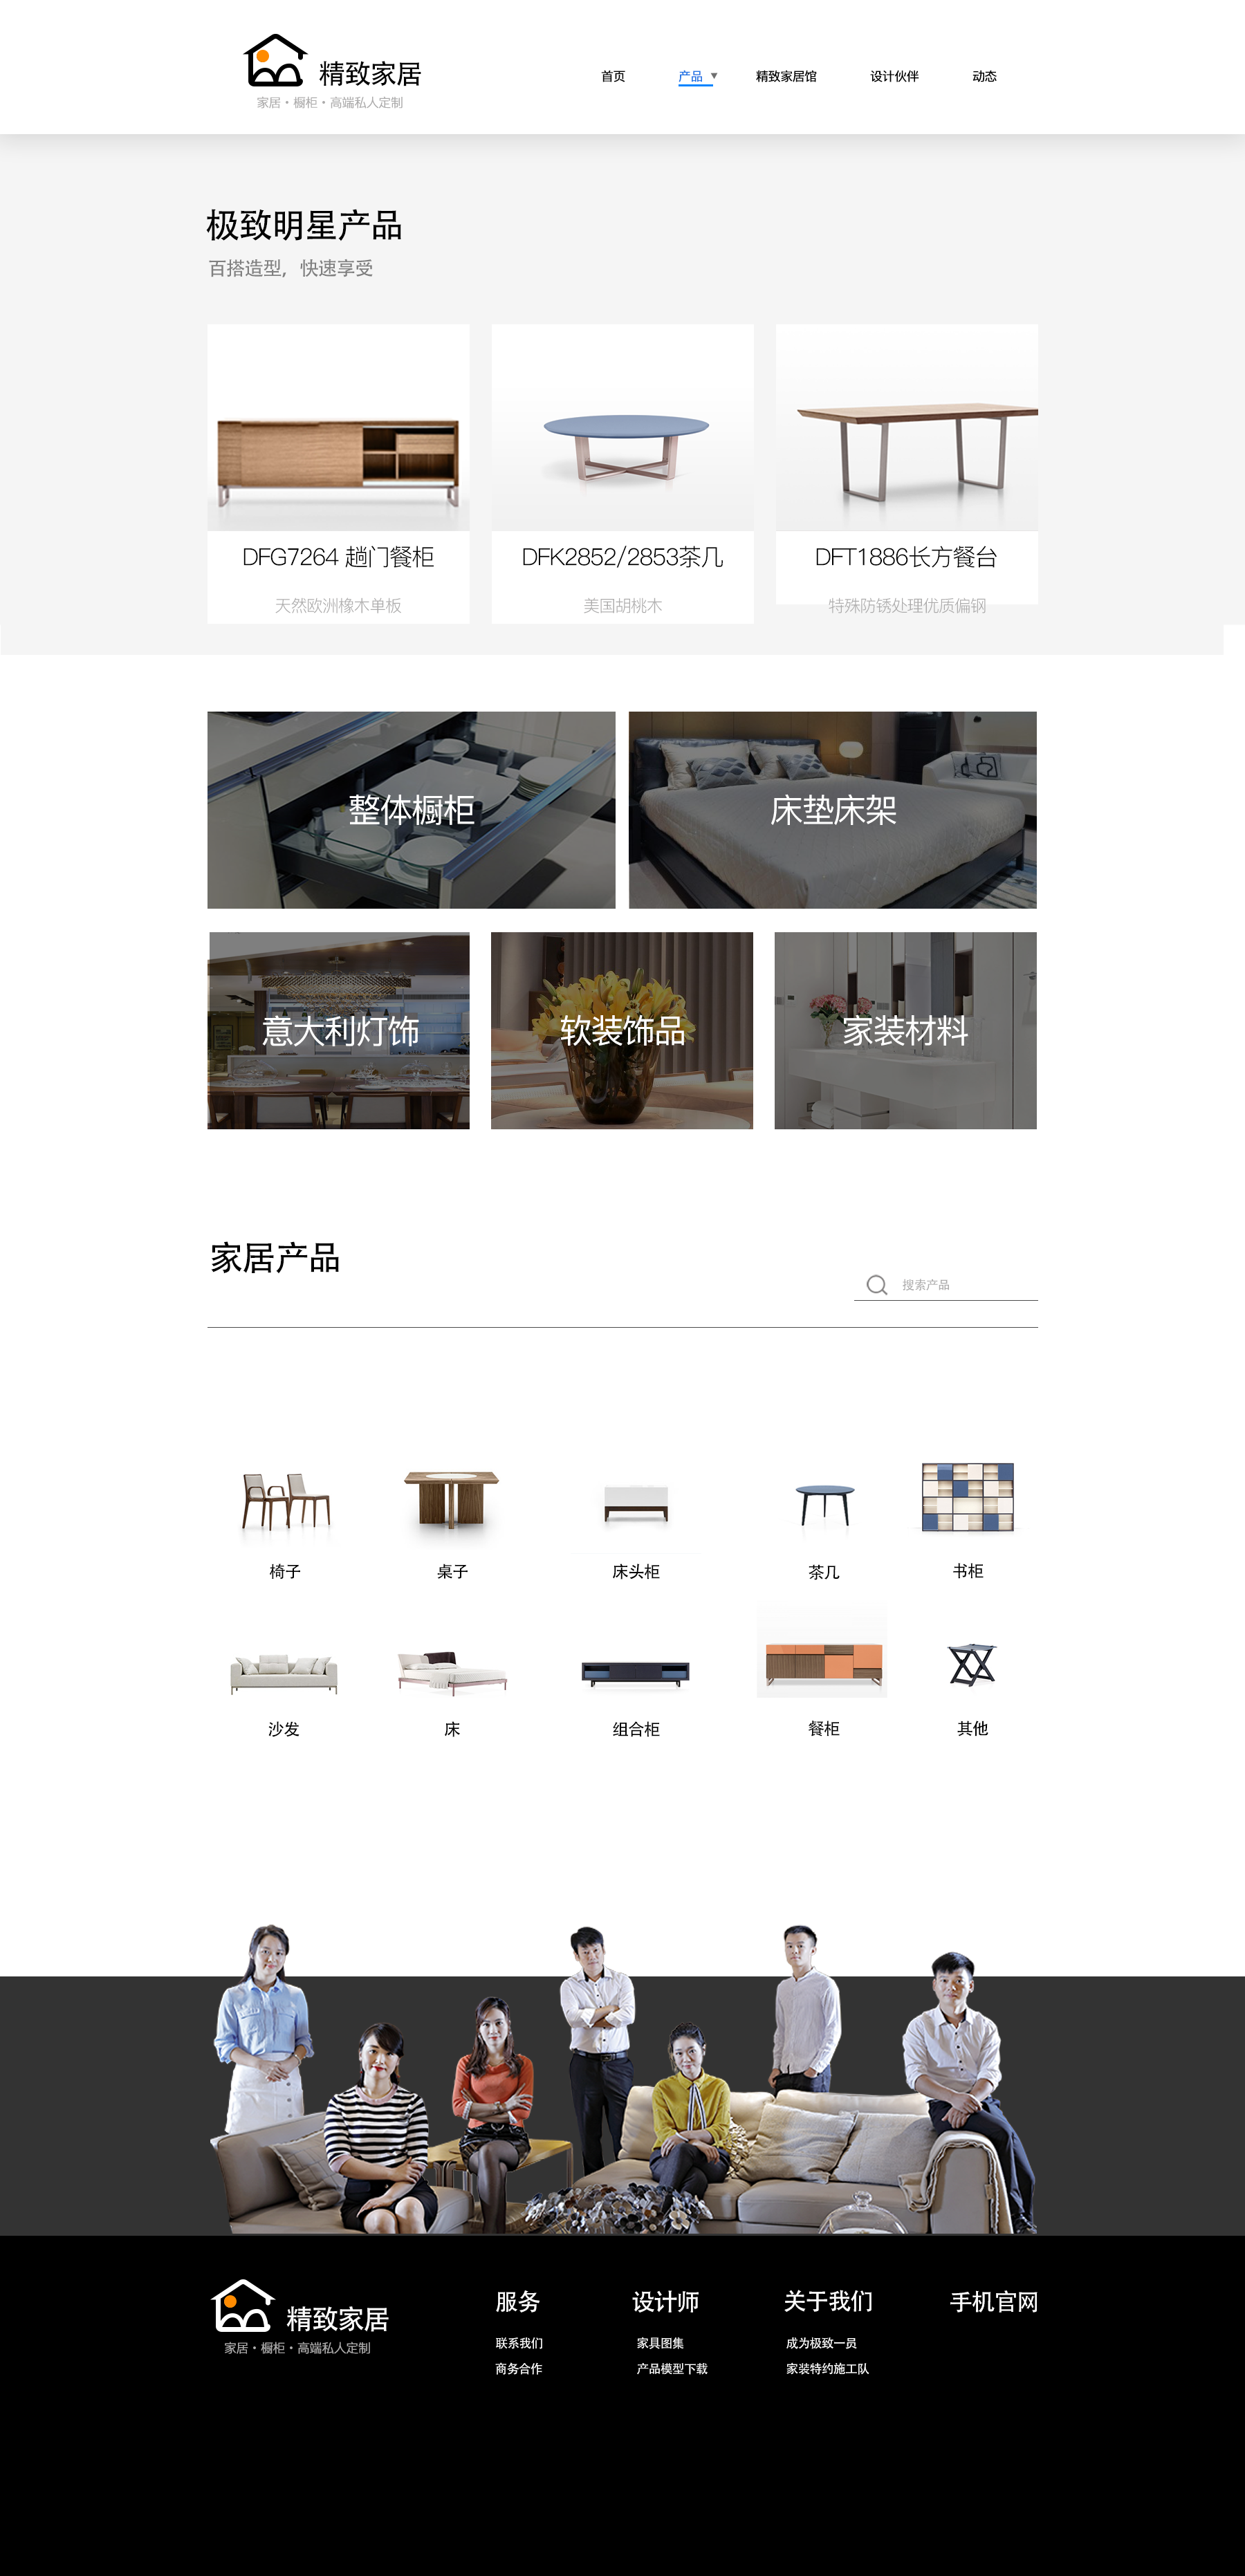 精致家居
家居・橱柜・高端私人定制
首页 产品 ▼ 精致家居馆 设计伙伴 动态
极致明星产品
百搭造型，快速享受
DFG7264 趟门餐柜
天然欧洲橡木单板
DFK2852/2853茶几
美国胡桃木
DFT1886长方餐台
特殊防锈处理优质偏钢
整体橱柜
床垫床架
意大利灯饰
软装饰品
家装材料
家居产品
搜索产品
椅子 桌子 床头柜 茶几 书柜
沙发 床 组合柜 餐柜 其他
精致家居
家居・橱柜・高端私人定制
服务
联系我们
商务合作
设计师
家具图集
产品模型下载
关于我们
成为极致一员
家装特约施工队
手机官网